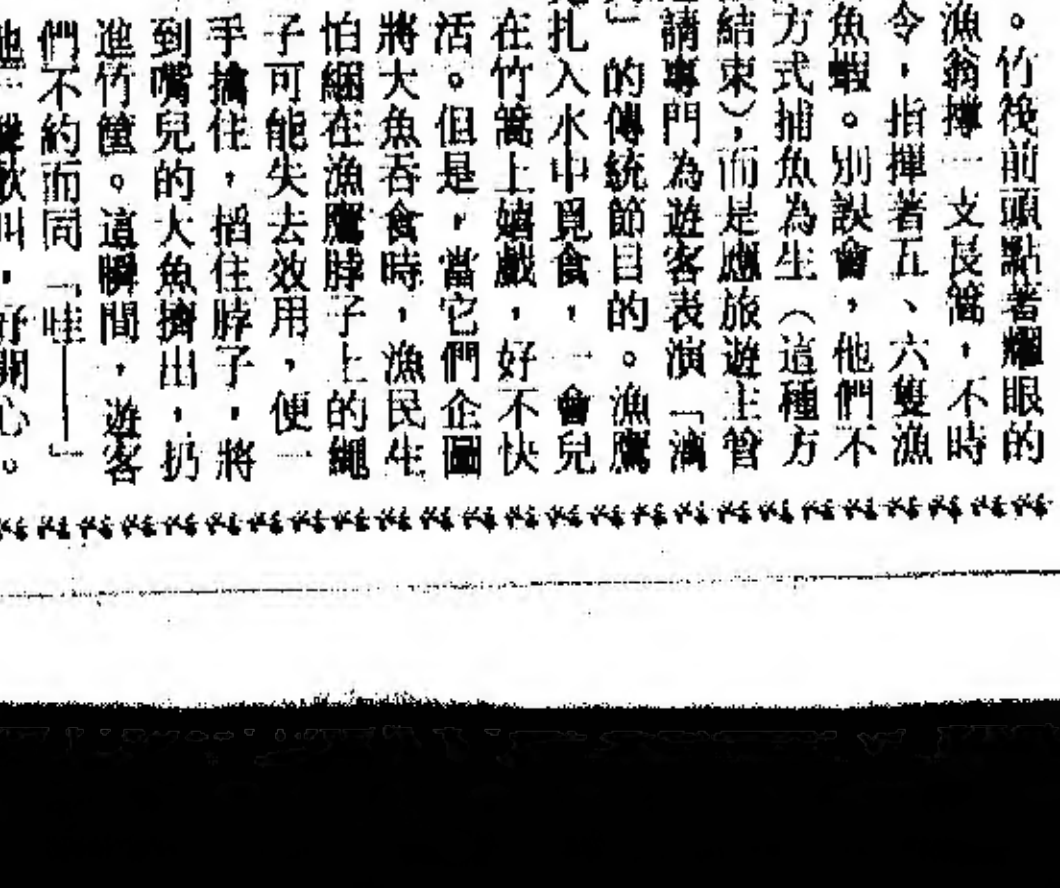 。竹筏前頭點著耀眼的
漁翁撐一支長篙，不時
令，指揮著五、六隻漁
魚蝦。別誤會，他們不
方式捕魚為生（這種方
結束），而是應旅遊主管
請專門為遊客表演「漓
」的傳統節目的。漁鷹
扎入水中覓食，一會兒
在竹篙上嬉戲，好不快
活。但是，當它們企圖
將大魚吞食時，漁民生
怕綑在漁鷹脖子上的繩
子可能失去效用，便一
手擒住，掐住脖子，將
到嘴兒的大魚擠出，扔
進竹筐。這瞬間，遊客
們不約而同「哇——」
地一聲歡叫，好開心。